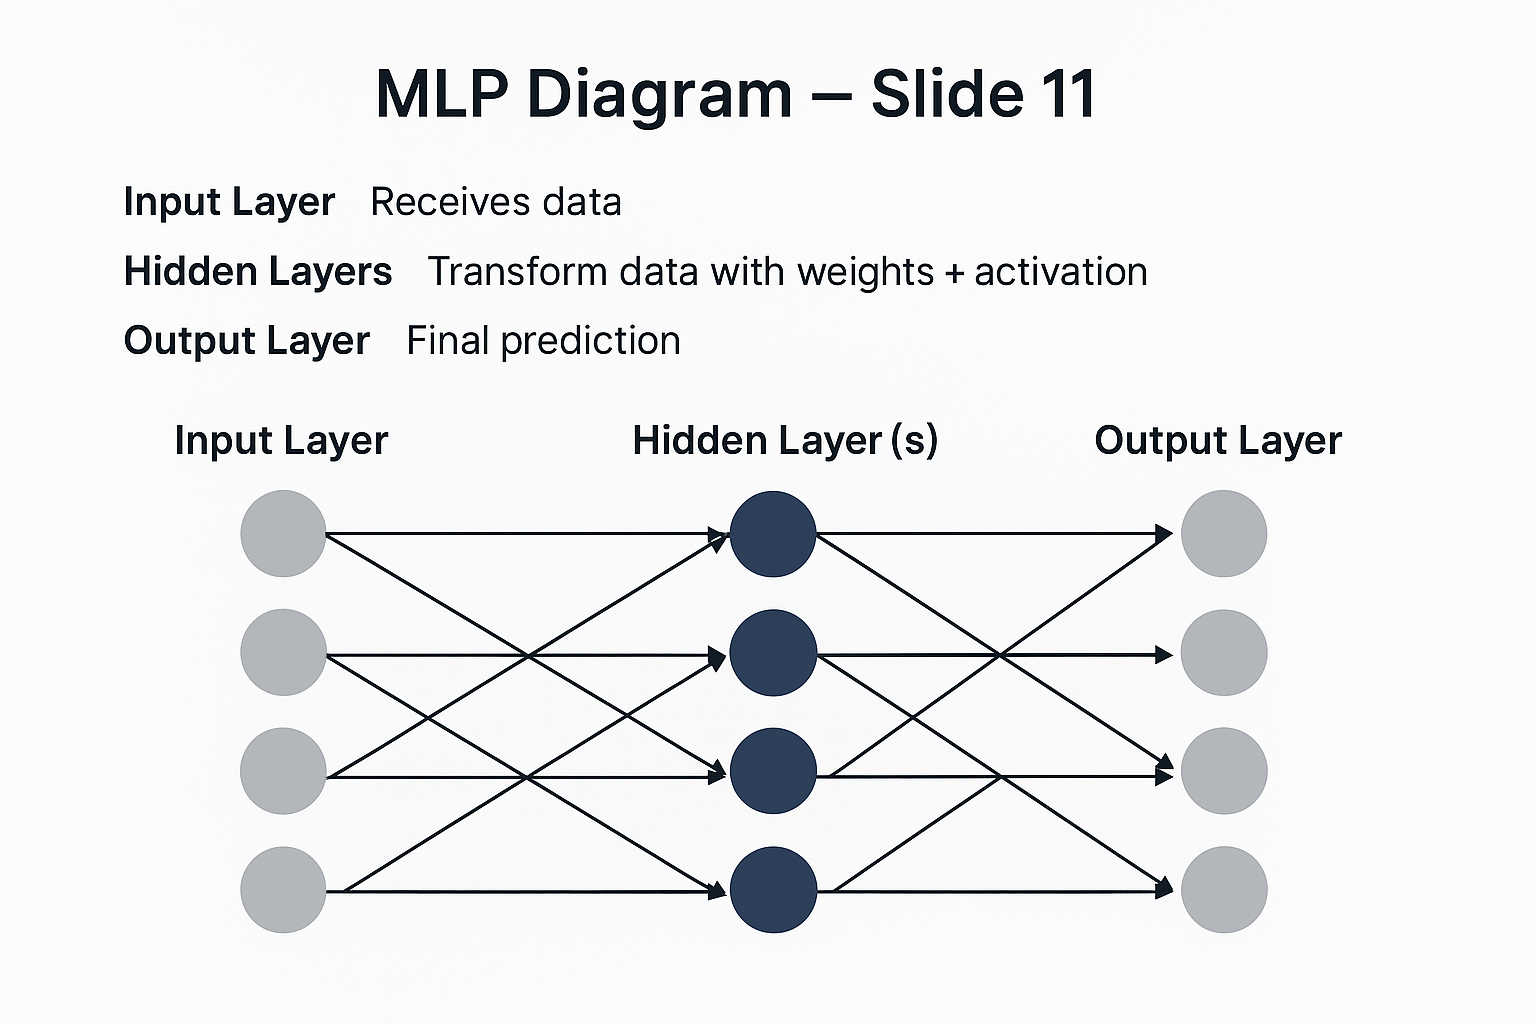 MLP Diagram – Slide 11
Input Layer Receives data
Hidden Layers Transform data with weights + activation
Output Layer Final prediction
Input Layer Hidden Layer (s) Output Layer